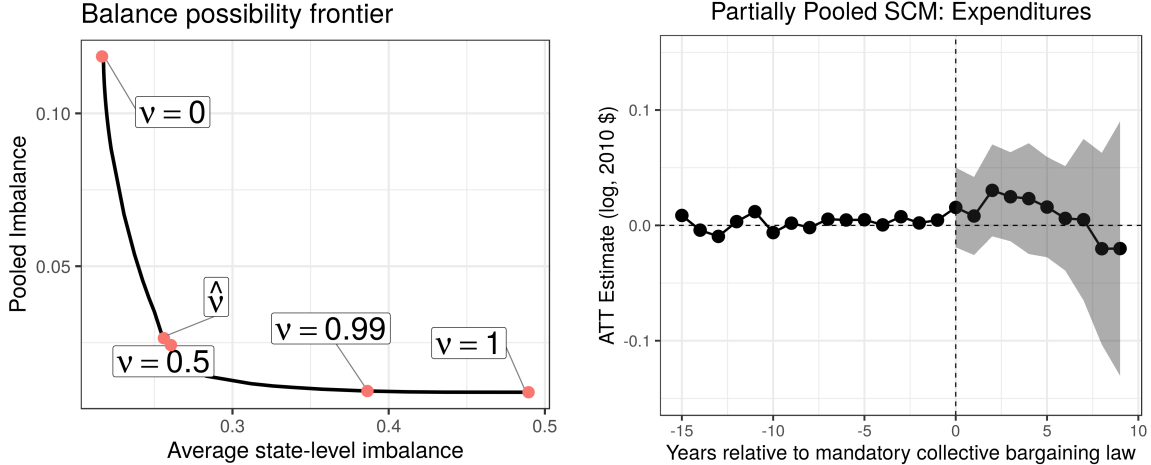 Balance possibility frontier
Pooled Imbalance
0.10
0.05
ν = 0
ν̂
ν = 0.5
ν = 0.99
ν = 1
0.3
0.4
0.5
Average state-level imbalance
Partially Pooled SCM: Expenditures
ATT Estimate (log, 2010 $)
0.1
0.0
-0.1
-15
-10
-5
0
5
10
Years relative to mandatory collective bargaining law